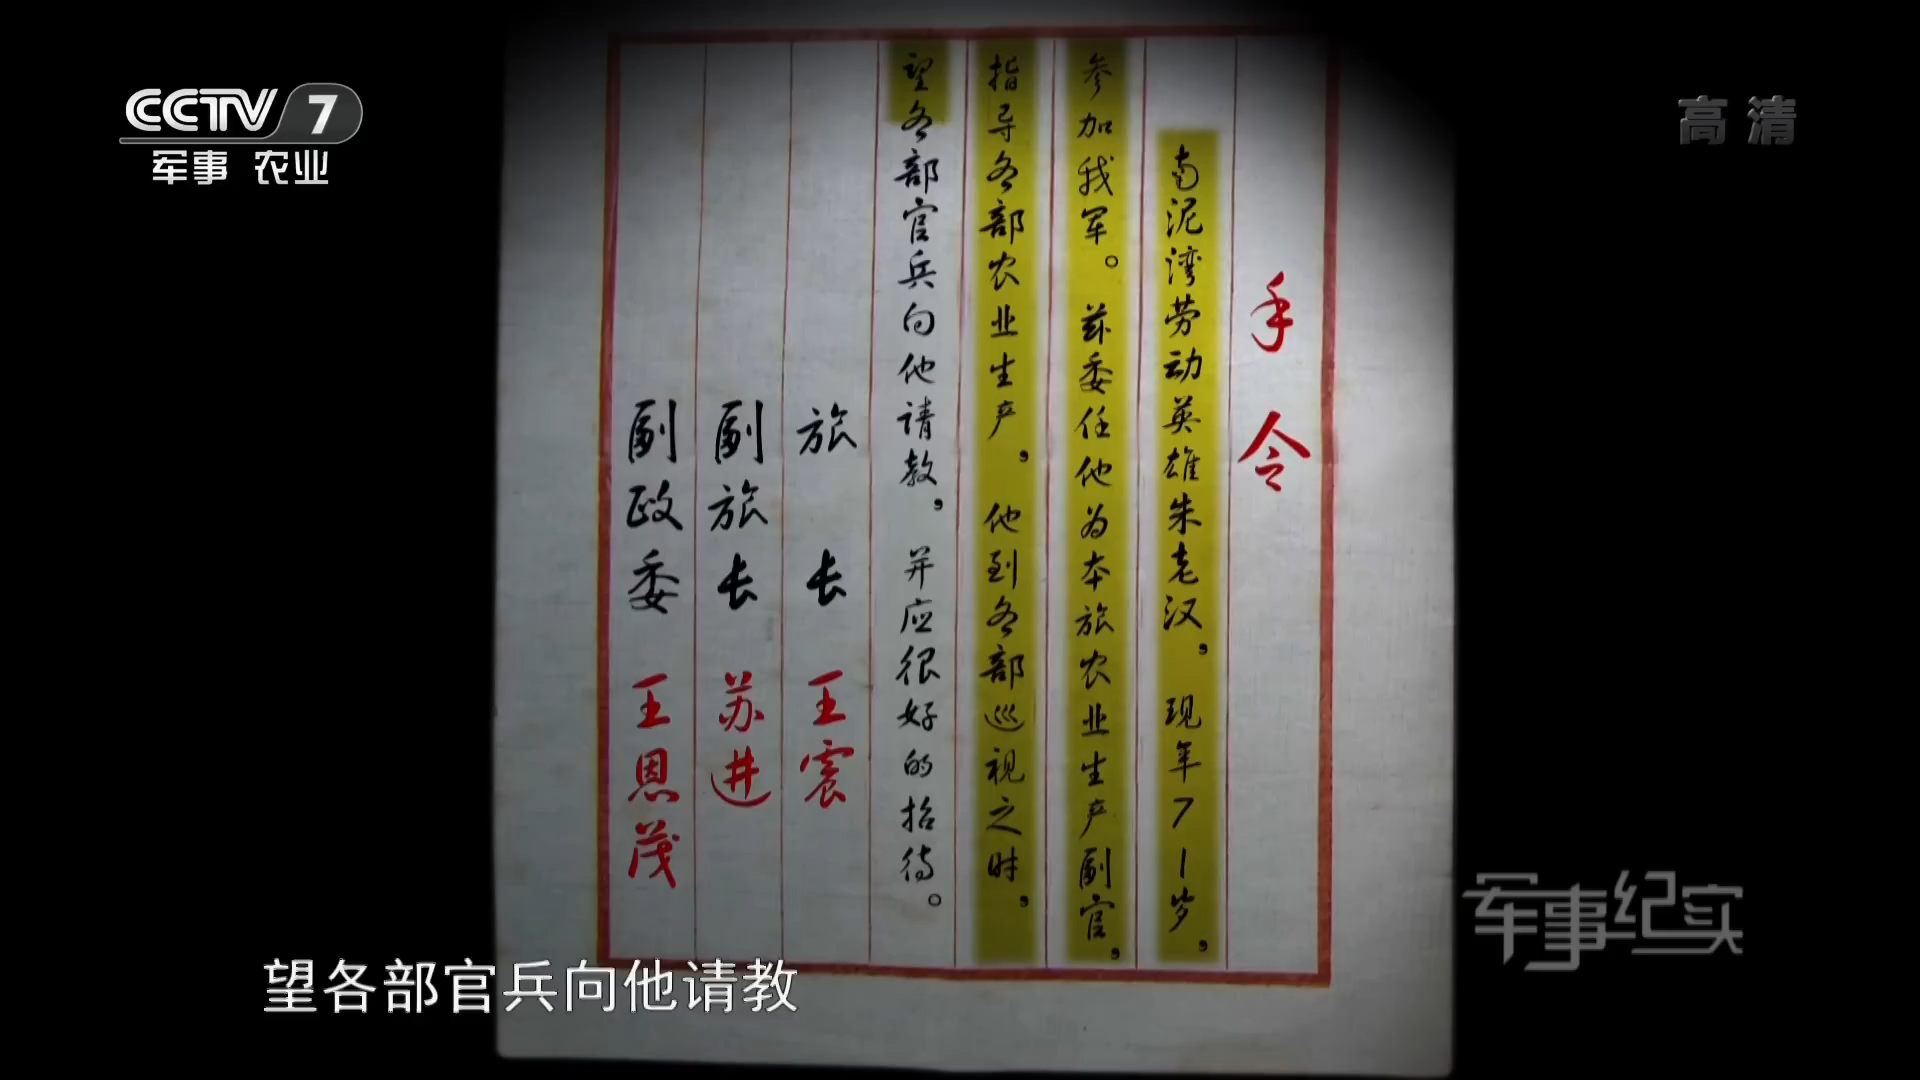 CCTV 7
军事 农业
高清
手令
南泥湾劳动英雄朱老汉，现年71岁，
参加我军。兹委任他为本旅农业生产副官，
指导各部农业生产，他到各部巡视之时，
望各部官兵向他请教，并应很好的招待。
旅长 王震
副旅长 苏进
副政委 王恩茂
军事纪实
望各部官兵向他请教